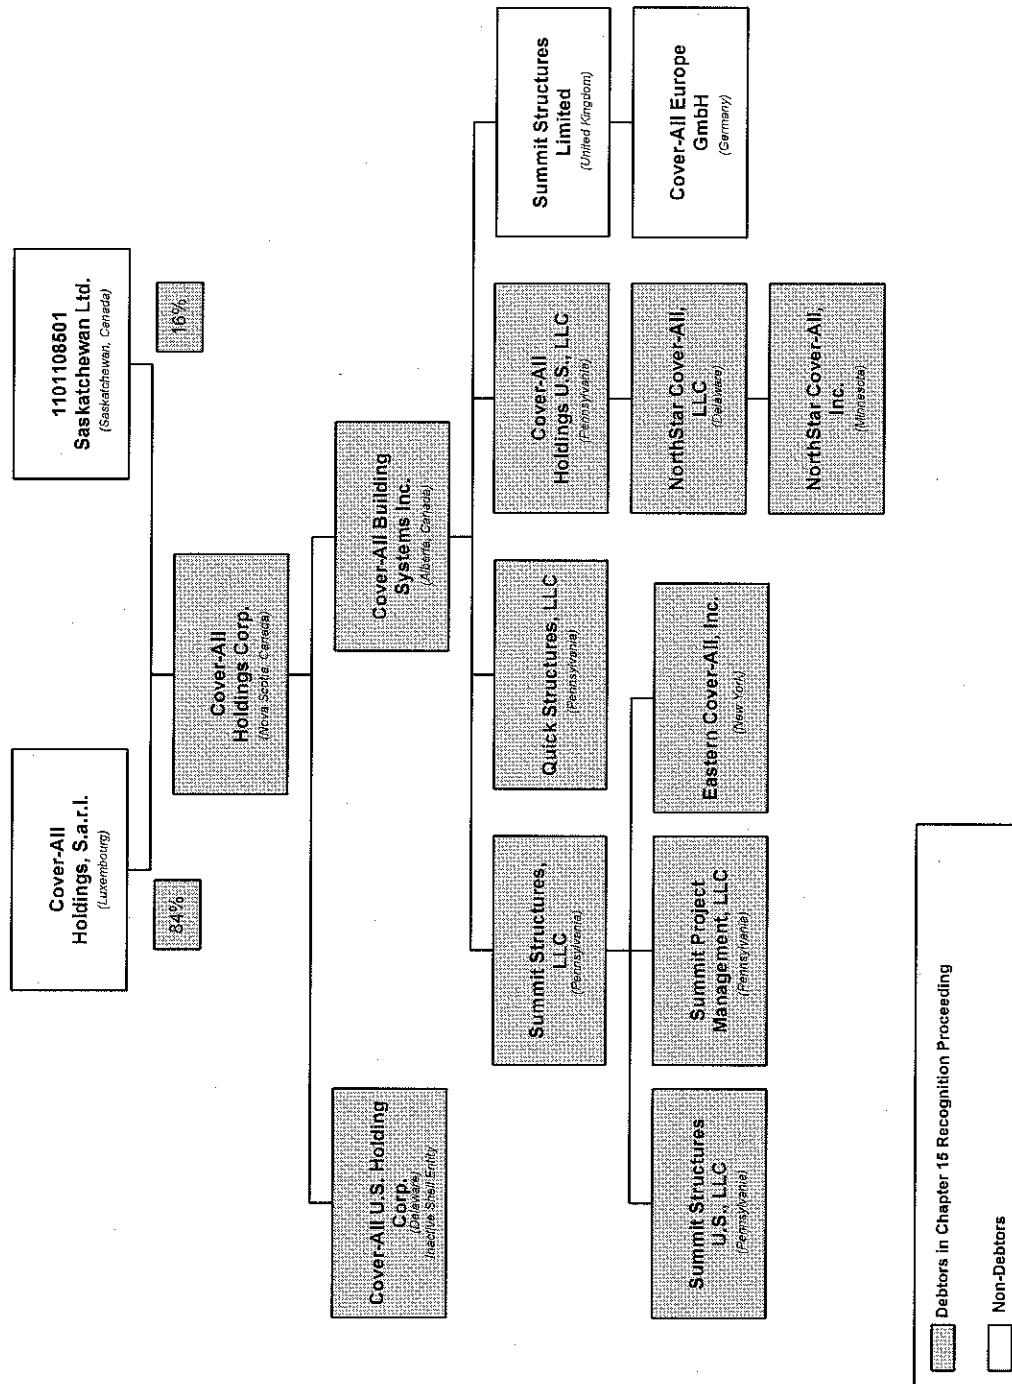 Cover-All
Holdings, S.a.r.l.
(Luxembourg)
1101108501
Saskatchewan Ltd.
(Saskatchewan, Canada)
84%
16%
Cover-All
Holdings Corp.
(Nova Scotia, Canada)
Cover-All U.S. Holding
Corp.
(Delaware)
Inactive Shell Entity
Cover-All Building
Systems Inc.
(Alberta, Canada)
Summit Structures,
LLC
(Pennsylvania)
Quick Structures, LLC
(Pennsylvania)
Cover-All
Holdings U.S., LLC
(Pennsylvania)
Summit Structures
Limited
(United Kingdom)
Summit Structures
U.S., LLC
(Pennsylvania)
Summit Project
Management, LLC
(Pennsylvania)
Eastern Cover-All, Inc.
(New York)
NorthStar Cover-All,
LLC
(Delaware)
Cover-All Europe
GmbH
(Germany)
NorthStar Cover-All,
Inc.
(Minnesota)
Debtors in Chapter 15 Recognition Proceeding
Non-Debtors